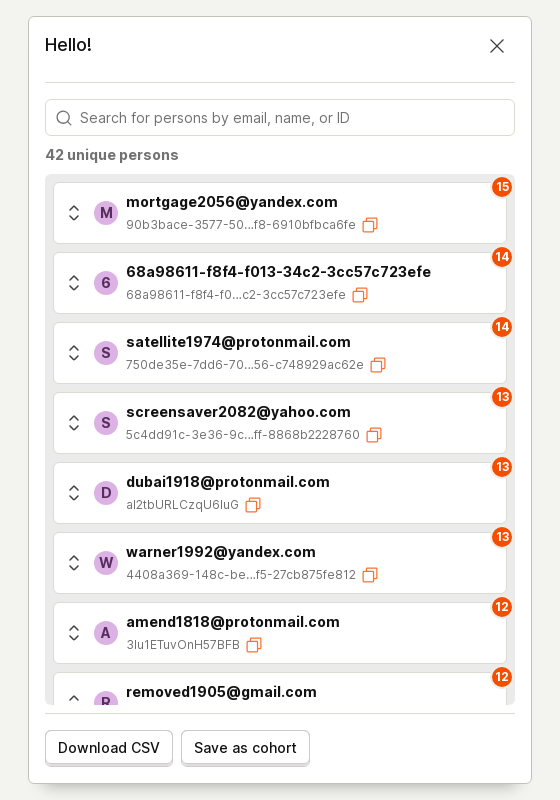 Hello!
Search for persons by email, name, or ID
42 unique persons
15
M
mortgage2056@yandex.com
90b3bace-3577-50...f8-6910bfbca6fe
14
6
68a98611-f8f4-f013-34c2-3cc57c723efe
68a98611-f8f4-f0...c2-3cc57c723efe
14
S
satellite1974@protonmail.com
750de35e-7dd6-70...56-c748929ac62e
13
S
screensaver2082@yahoo.com
5c4dd91c-3e36-9c...ff-8868b2228760
13
D
dubai1918@protonmail.com
al2tbURLCzqU6IuG
13
W
warner1992@yandex.com
4408a369-148c-be...f5-27cb875fe812
12
A
amend1818@protonmail.com
3Iu1ETuvOnH57BFB
12
R
removed1905@gmail.com
Download CSV
Save as cohort